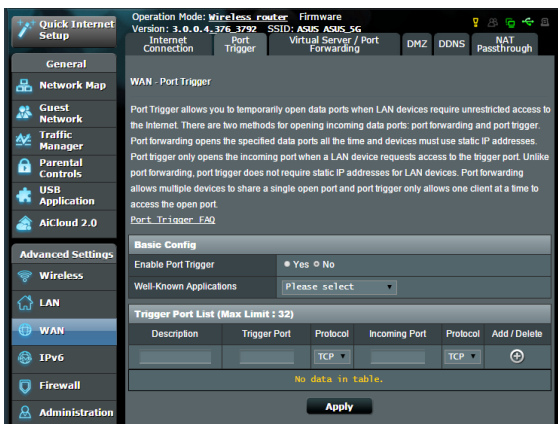 Quick Internet
Setup
Operation Mode: Wireless router Firmware
Version: 3.0.0.4_376_3792 SSID: ASUS ASUS_5G
Internet
Connection
Port
Trigger
Virtual Server / Port
Forwarding
DMZ
DDNS
NAT
Passthrough
General
Network Map
Guest
Network
Traffic
Manager
Parental
Controls
USB
Application
AiCloud 2.0
Advanced Settings
Wireless
LAN
WAN
IPv6
Firewall
Administration
WAN - Port Trigger
Port Trigger allows you to temporarily open data ports when LAN devices require unrestricted access to
the Internet. There are two methods for opening incoming data ports: port forwarding and port trigger.
Port forwarding opens the specified data ports all the time and devices must use static IP addresses.
Port trigger only opens the incoming port when a LAN device requests access to the trigger port. Unlike
port forwarding, port trigger does not require static IP addresses for LAN devices. Port forwarding
allows multiple devices to share a single open port and port trigger only allows one client at a time to
access the open port.
Port Trigger FAQ
Basic Config
Enable Port Trigger Yes No
Well-Known Applications Please select
Trigger Port List (Max Limit : 32)
Description Trigger Port Protocol Incoming Port Protocol Add / Delete
TCP TCP
No data in table.
Apply